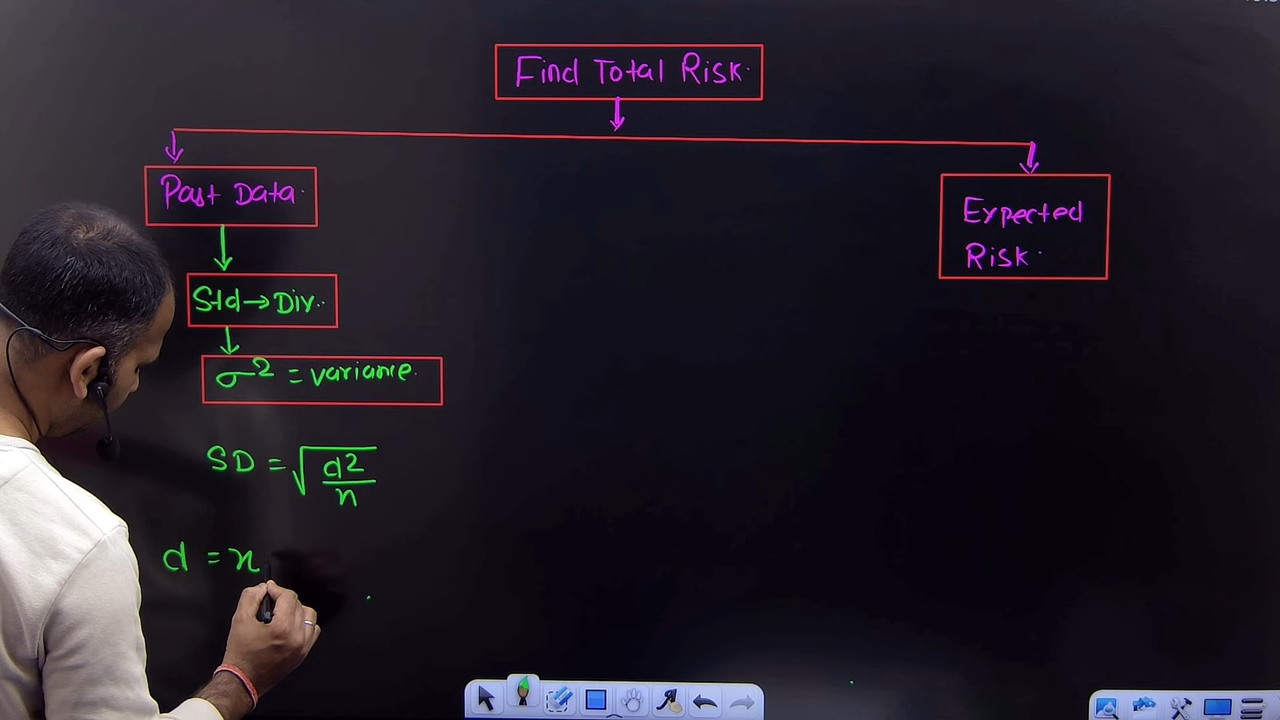 Find Total Risk.
Past Data.
Expected
Risk.
Std → Div.
σ² = variance.
SD = √(d2/n)
d = x